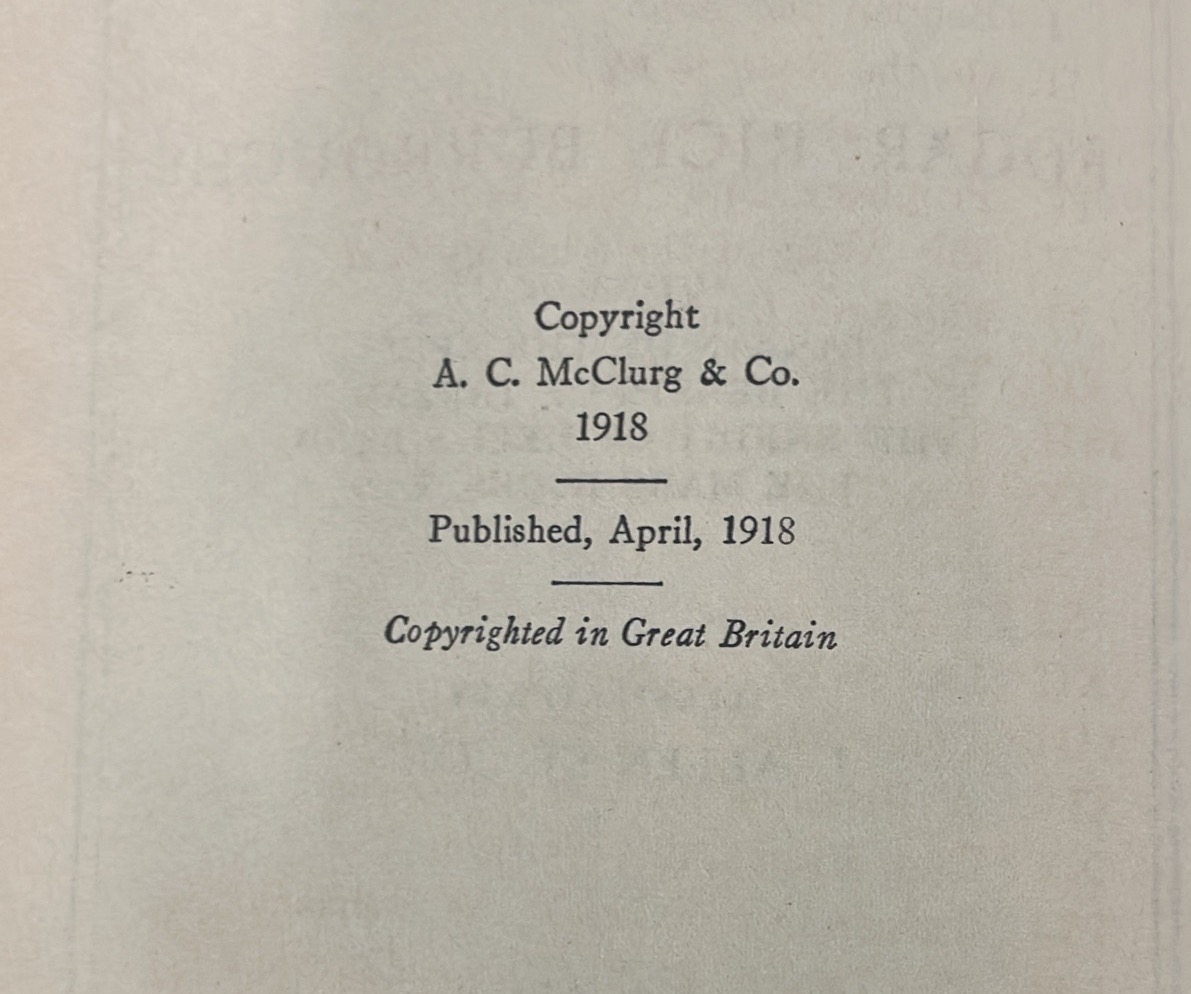 Copyright
A. C. McClurg & Co.
1918
Published, April, 1918
Copyrighted in Great Britain